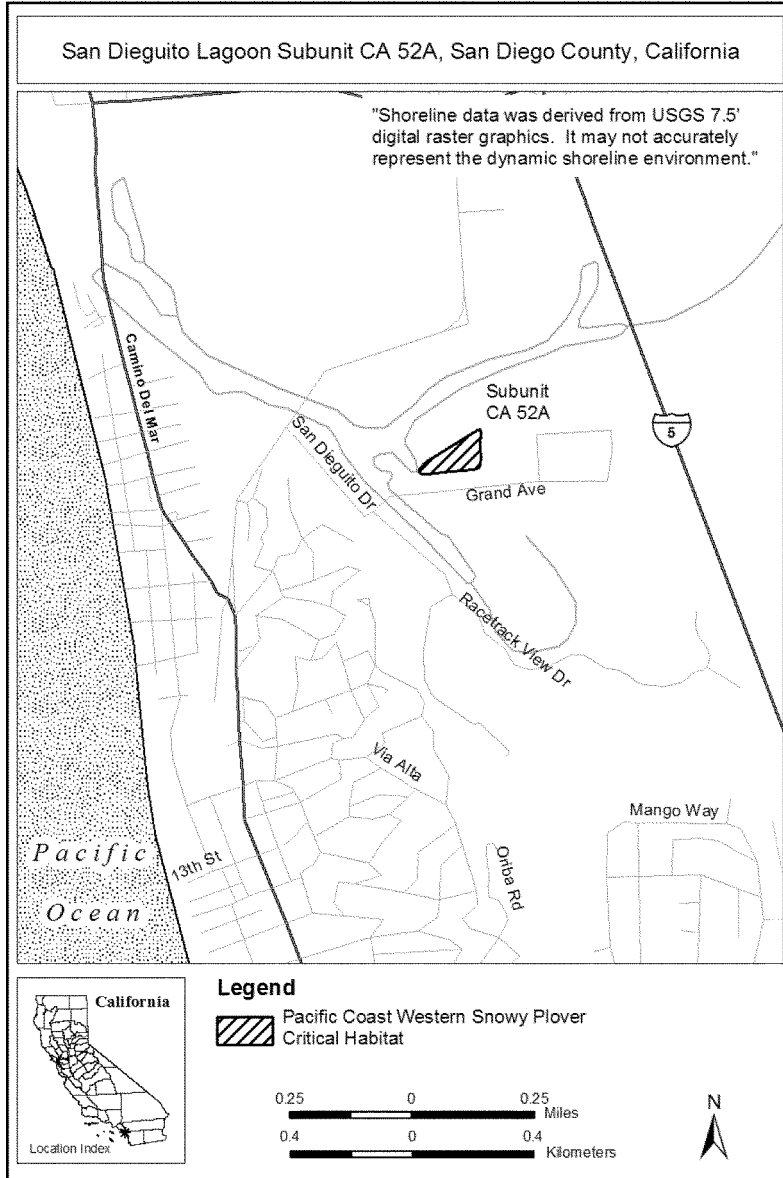 San Dieguito Lagoon Subunit CA 52A, San Diego County, California
"Shoreline data was derived from USGS 7.5'
digital raster graphics. It may not accurately
represent the dynamic shoreline environment."
Camino Del Mar
Subunit
CA 52A
5
San Dieguito Dr
Grand Ave
Racetrack View Dr
Via Alta
Mango Way
Pacific
Ocean
13th St
Oriba Rd
California
Location Index
Legend
Pacific Coast Western Snowy Plover
Critical Habitat
0.25 0 0.25
Miles
0.4 0 0.4
Kilometers
N